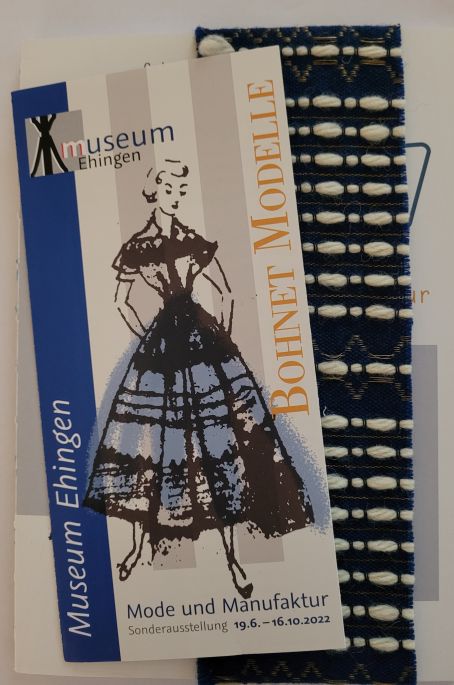 museum
Ehingen
BOHNET MODELLE
Museum Ehingen
Mode und Manufaktur
Sonderausstellung 19.6. – 16.10.2022